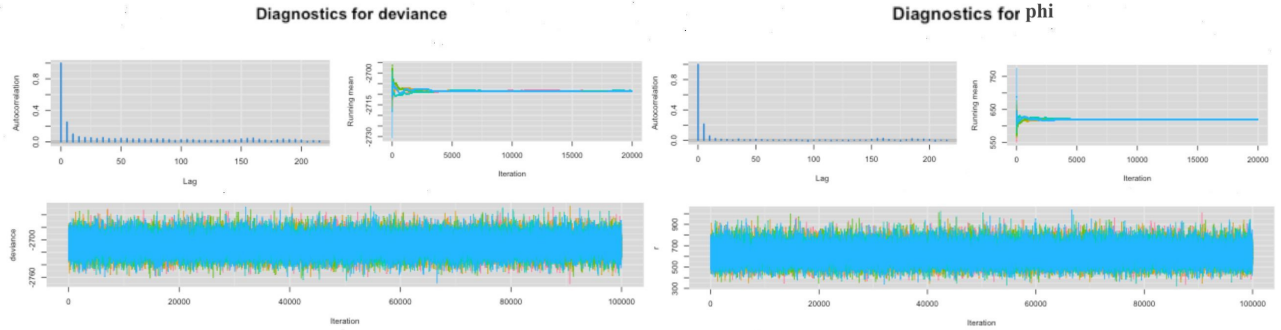 Diagnostics for deviance
Autocorrelation
0.0 0.4 0.8
0 50 100 150 200
Lag
Running mean
-2730 -2715 -2700
0 5000 10000 15000 20000
Iteration
deviance
-2760 -2700
0 20000 40000 60000 80000 100000
Iteration
Diagnostics for phi
Autocorrelation
0.0 0.4 0.8
0 50 100 150 200
Lag
Running mean
550 650 750
0 5000 10000 15000 20000
Iteration
r
300 500 700 900
0 20000 40000 60000 80000 100000
Iteration